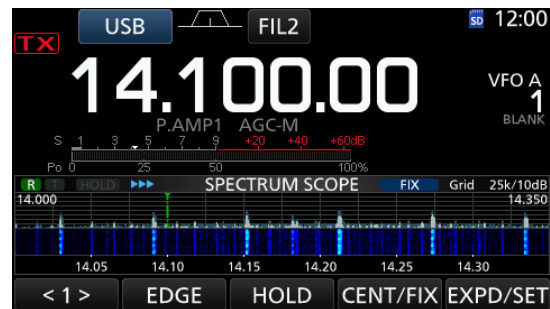 USB FIL2 SD 12:00
TX
14.100.00 VFO A
1
P.AMP1 AGC-M BLANK
S 1 3 5 7 9 +20 +40 +60dB
Po 0 25 50 100%
R T HOLD SPECTRUM SCOPE FIX Grid 25k/10dB
14.000 T 14.350
14.05 14.10 14.15 14.20 14.25 14.30
< 1 > EDGE HOLD CENT/FIX EXPD/SET